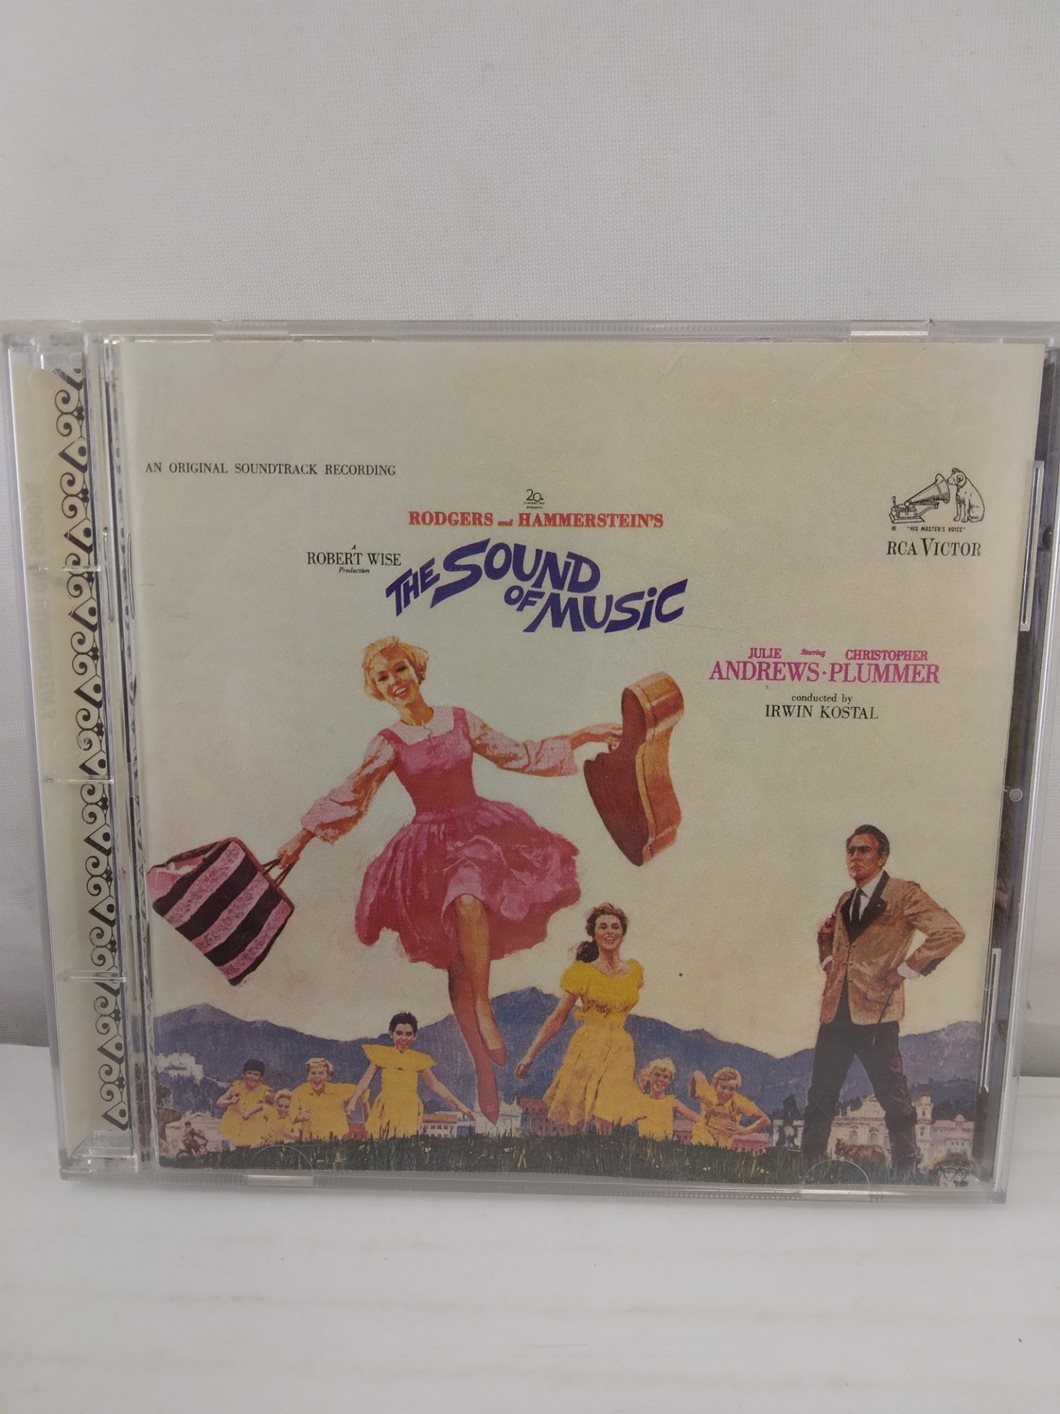 AN ORIGINAL SOUNDTRACK RECORDING
20
RODGERS and HAMMERSTEIN'S
A
ROBERT WISE
Production
THE SOUND
OF MUSIC
"HIS MASTER'S VOICE"
RCA VICTOR
JULIE Starring CHRISTOPHER
ANDREWS · PLUMMER
conducted by
IRWIN KOSTAL